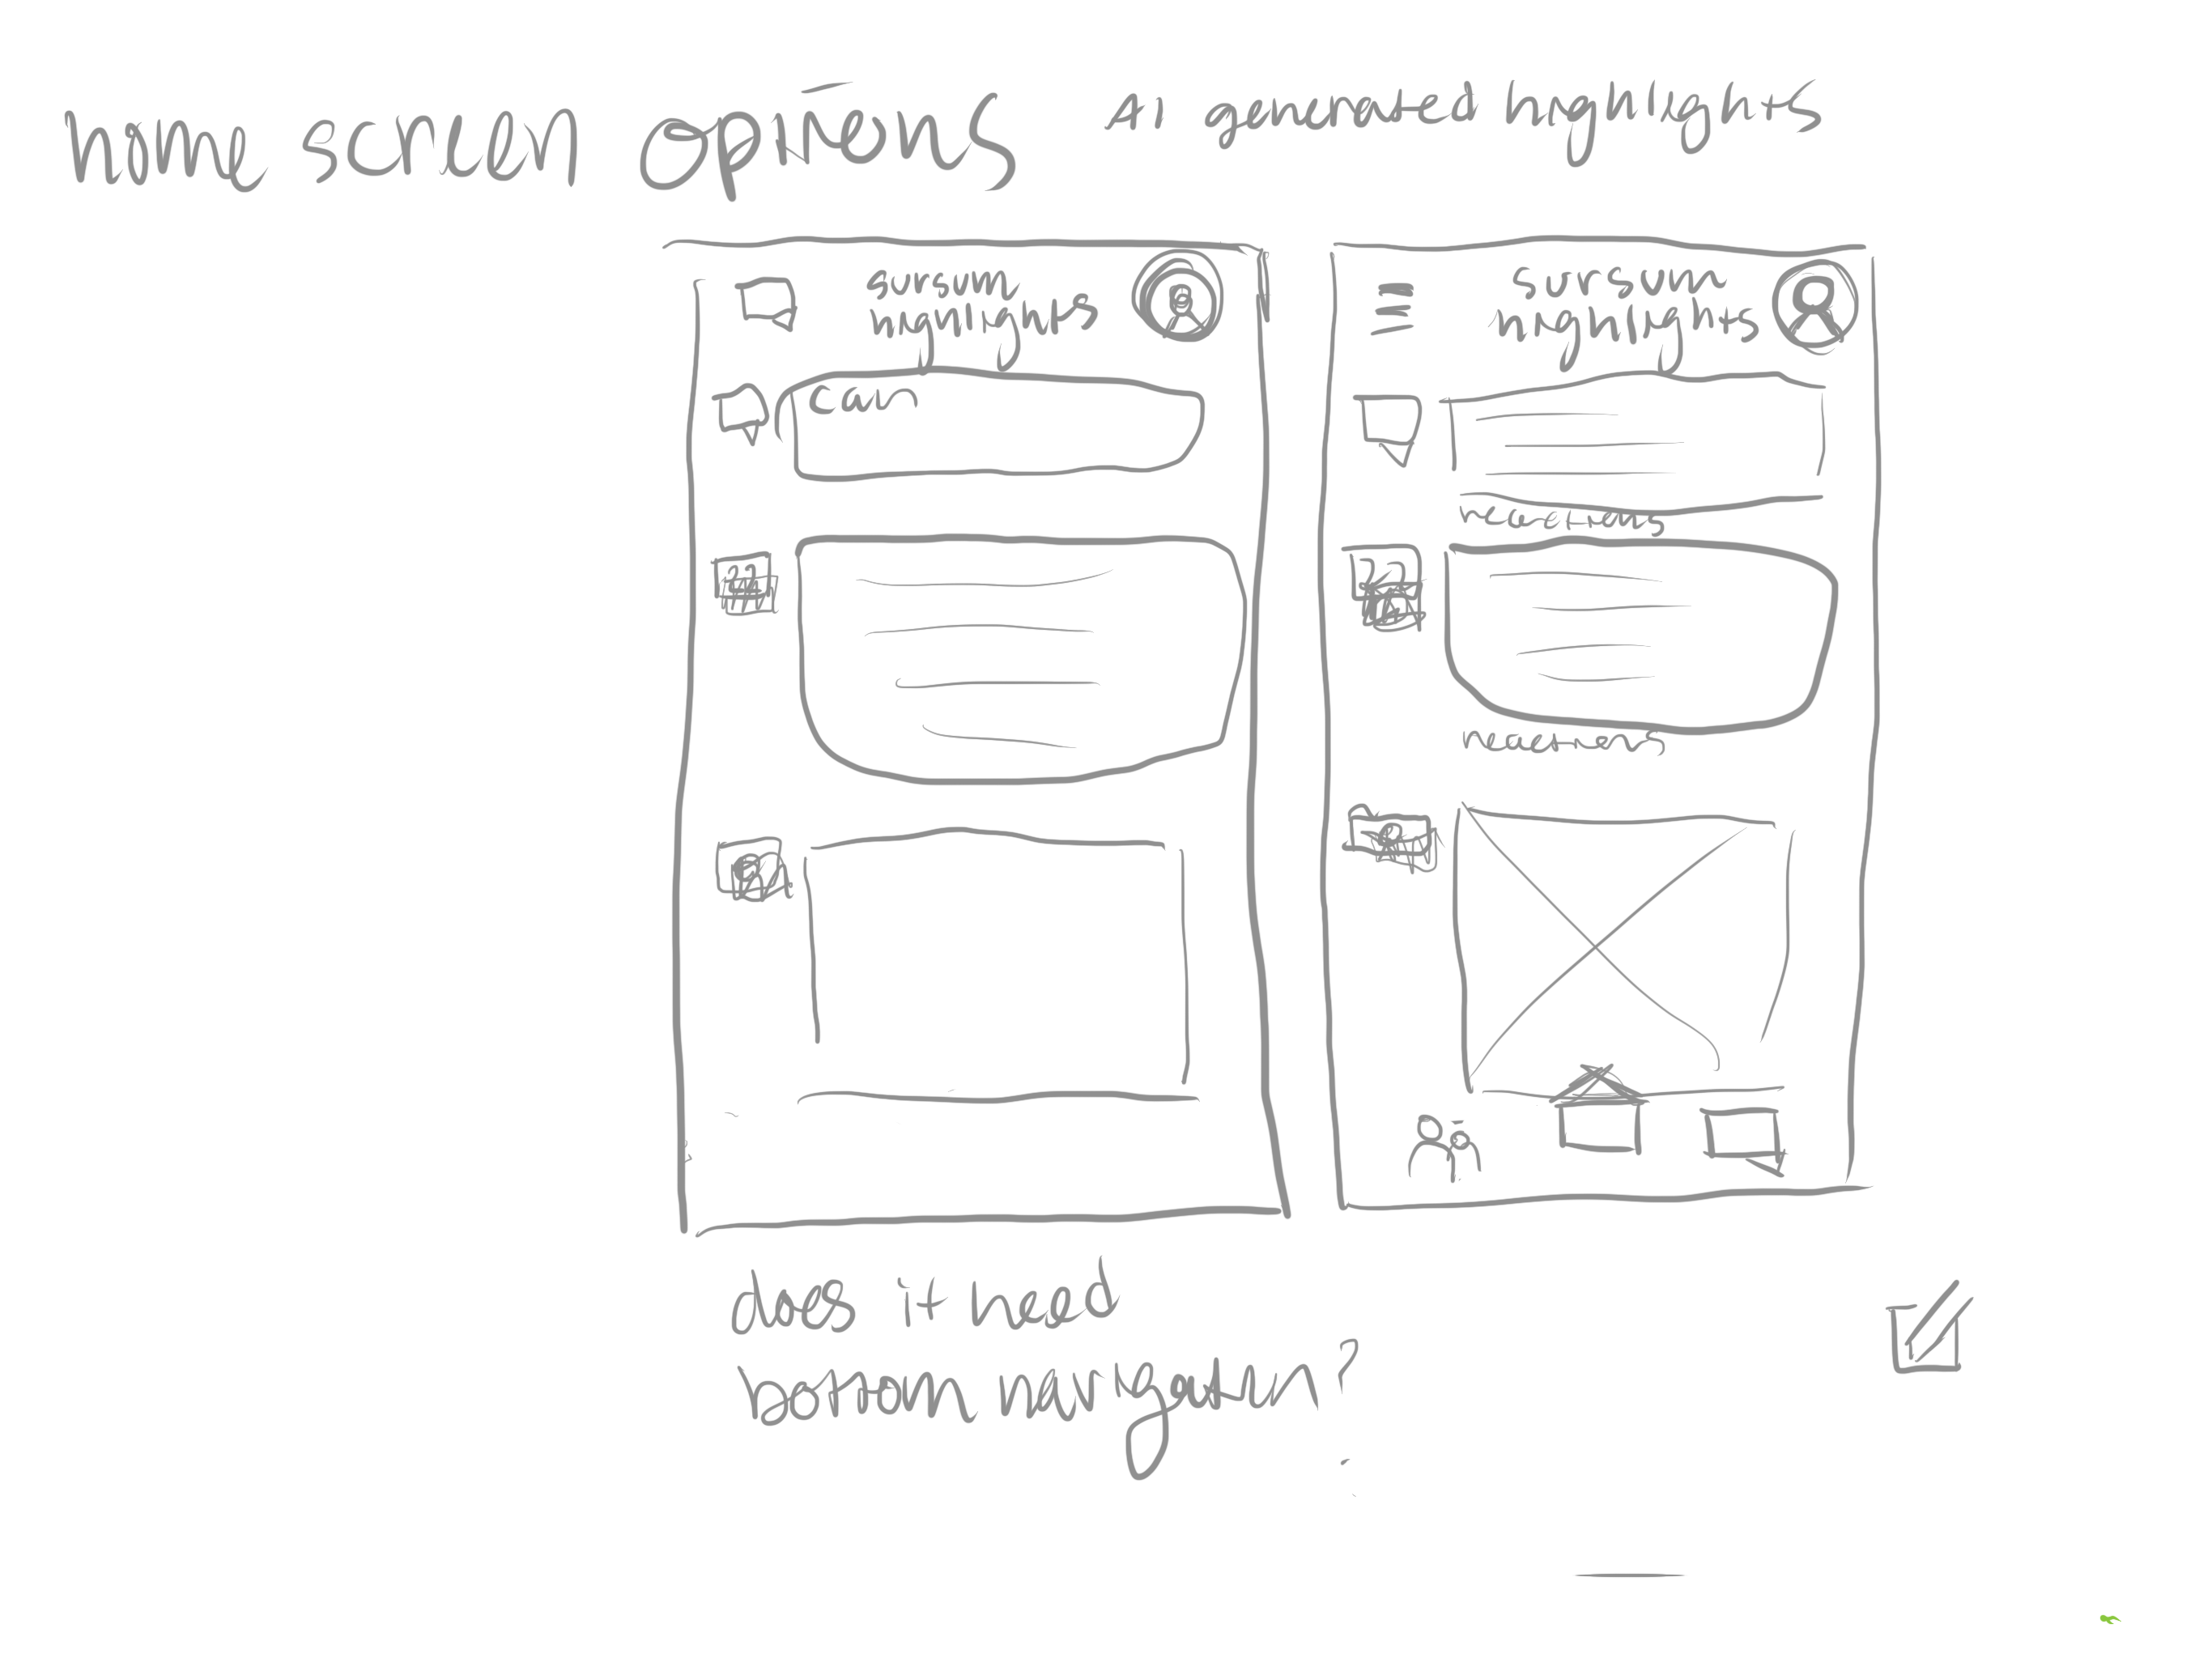 home screen options
AI generated highlights
sursum
highlights
can
sursum
highlights
reactions
reactions
does it need
bottom navigation?